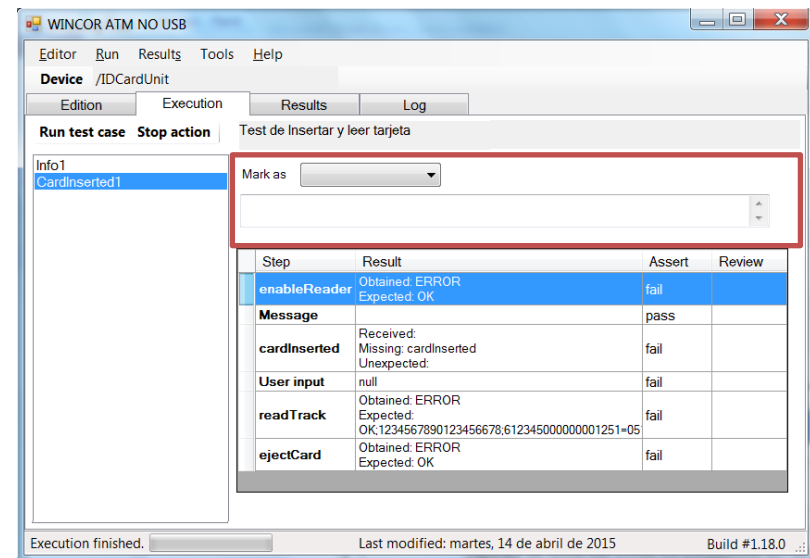 WINCOR ATM NO USB
Editor Run Results Tools Help
Device /IDCardUnit
Edition Execution Results Log
Run test case Stop action Test de Insertar y leer tarjeta
Info1
CardInserted1
Mark as
Step Result Assert Review
enableReader Obtained: ERROR
Expected: OK fail
Message pass
cardInserted Received:
Missing: cardInserted
Unexpected: fail
User input null fail
readTrack Obtained: ERROR
Expected:
OK;1234567890123456678;612345000000001251=05 fail
ejectCard Obtained: ERROR
Expected: OK fail
Execution finished. Last modified: martes, 14 de abril de 2015 Build #1.18.0